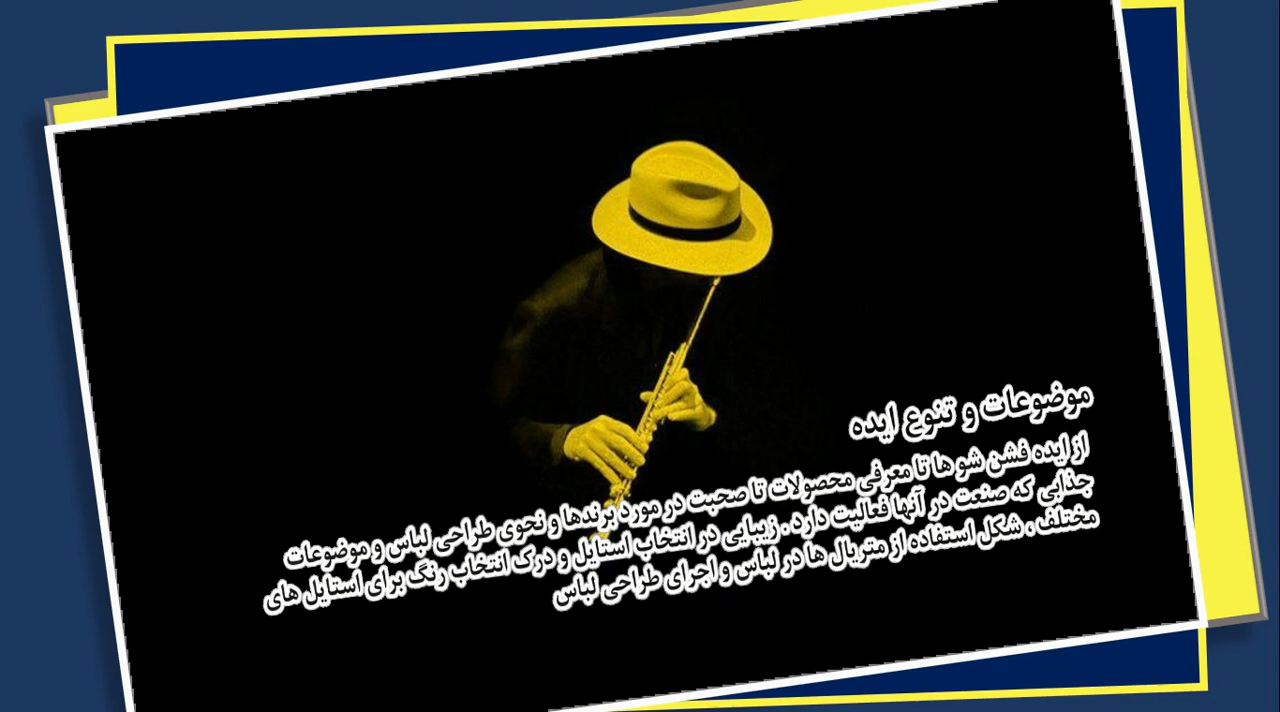 موضوعات و تنوع ایده
از ایده فشن شو ها تا معرفی محصولات تا صحبت در مورد برندها و نحوی طراحی لباس و موضوعات
جذابی که صنعت در آنها فعالیت دارد . زیبایی در انتخاب استایل و درک انتخاب رنگ برای استایل های
مختلف ، شکل استفاده از متریال ها در لباس و اجرای طراحی لباس